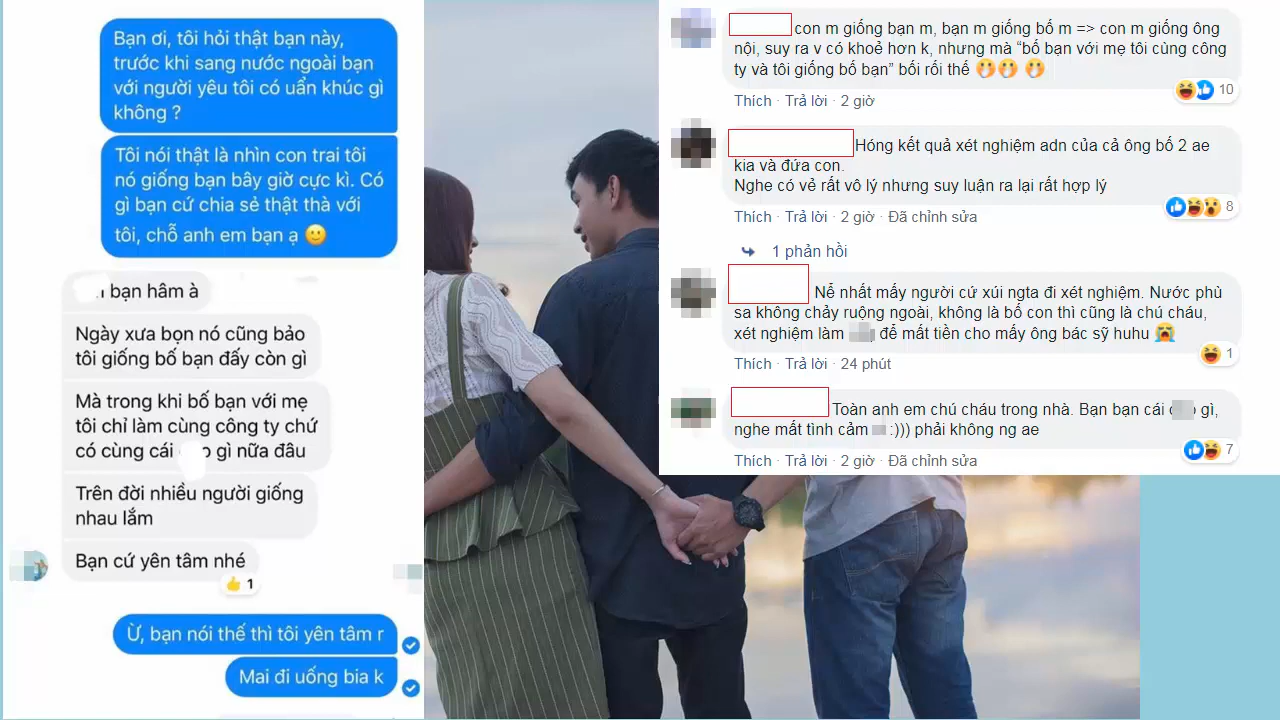 Bạn ơi, tôi hỏi thật bạn này,
trước khi sang nước ngoài bạn
với người yêu tôi có uẩn khúc gì
không ?
Tôi nói thật là nhìn con trai tôi
nó giống bạn bây giờ cực kì. Có
gì bạn cứ chia sẻ thật thà với
tôi, chỗ anh em bạn ạ 🙂
bạn hâm à
Ngày xưa bọn nó cũng bảo
tôi giống bố bạn đấy còn gì
Mà trong khi bố bạn với mẹ
tôi chỉ làm cùng công ty chứ
có cùng cái gì nữa đâu
Trên đời nhiều người giống
nhau lắm
Bạn cứ yên tâm nhé
👍 1
Ừ, bạn nói thế thì tôi yên tâm r
Mai đi uống bia k
con m giống bạn m, bạn m giống bố m => con m giống ông
nội, suy ra v có khoẻ hơn k, nhưng mà “bố bạn với mẹ tôi cùng công
ty và tôi giống bố bạn” bối rối thế
10
Thích · Trả lời · 2 giờ
Hóng kết quả xét nghiệm adn của cả ông bố 2 ae
kia và đứa con.
Nghe có vẻ rất vô lý nhưng suy luận ra lại rất hợp lý
8
Thích · Trả lời · 2 giờ · Đã chỉnh sửa
1 phản hồi
Nể nhất mấy người cứ xúi ngta đi xét nghiệm. Nước phù
sa không chảy ruộng ngoài, không là bố con thì cũng là chú cháu,
xét nghiệm làm để mất tiền cho mấy ông bác sỹ huhu 😭
1
Thích · Trả lời · 24 phút
Toàn anh em chú cháu trong nhà. Bạn bạn cái gì,
nghe mất tình cảm :))) phải không ng ae
7
Thích · Trả lời · 2 giờ · Đã chỉnh sửa